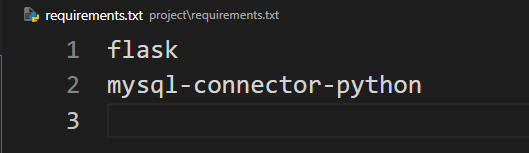 requirements.txt project\requirements.txt
1 flask
2 mysql-connector-python
3